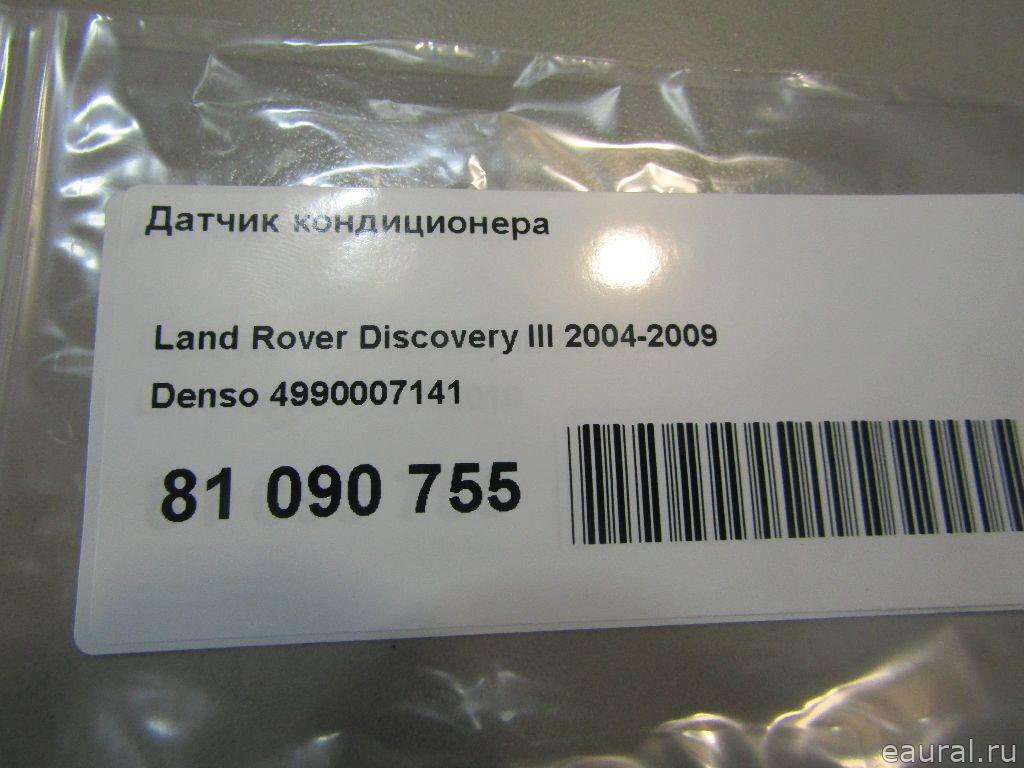 Датчик кондиционера
Land Rover Discovery III 2004-2009
Denso 4990007141
81 090 755
eaural.ru